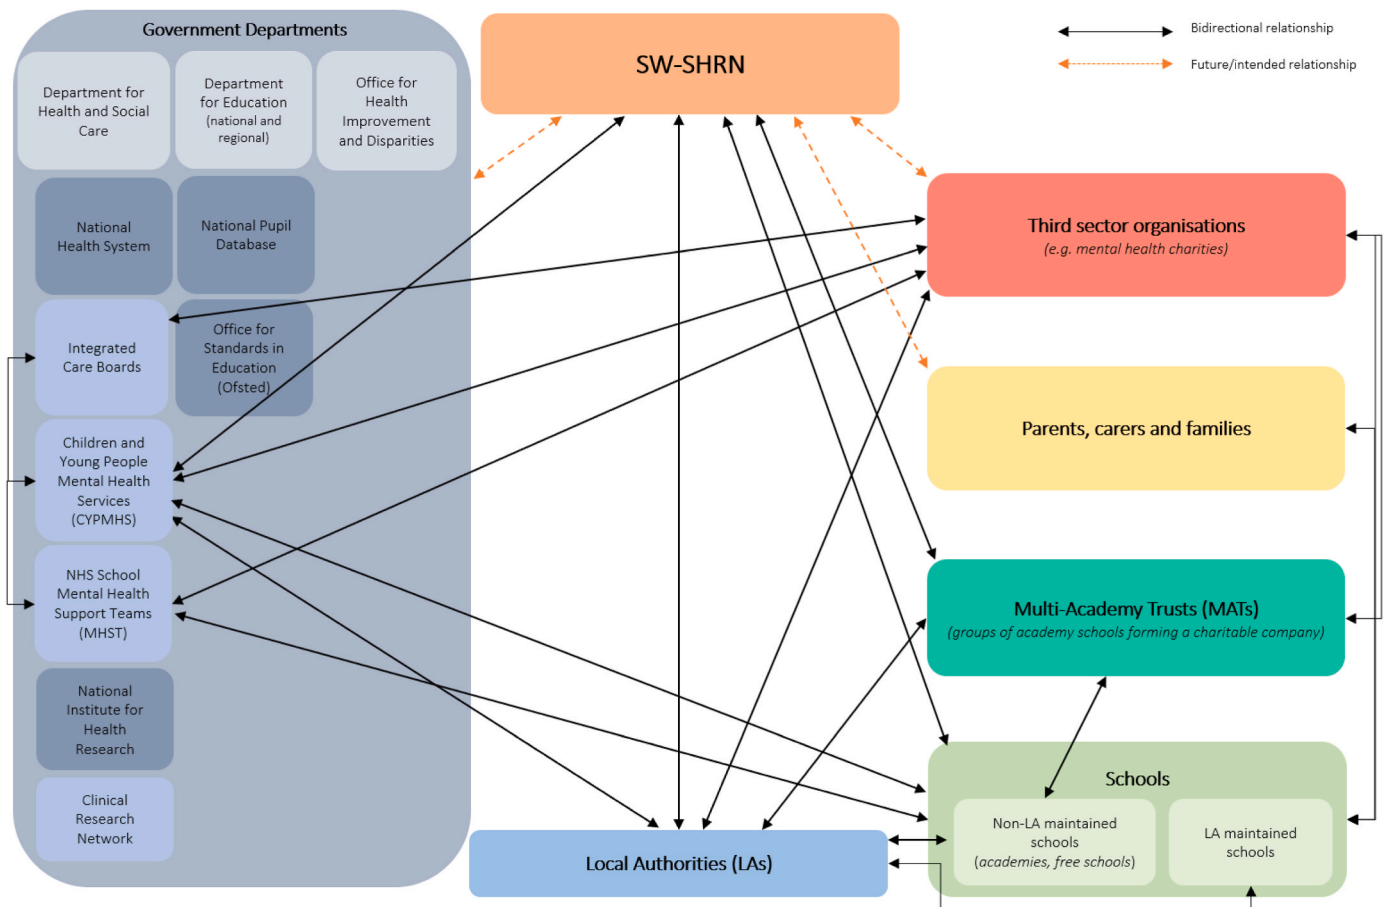 Government Departments
Department for
Health and Social
Care
Department
for Education
(national and
regional)
Office for
Health
Improvement
and Disparities
National
Health System
National Pupil
Database
Integrated
Care Boards
Office for
Standards in
Education
(Ofsted)
Children and
Young People
Mental Health
Services
(CYPMHS)
NHS School
Mental Health
Support Teams
(MHST)
National
Institute for
Health
Research
Clinical
Research
Network
SW-SHRN
Bidirectional relationship
Future/intended relationship
Third sector organisations
(e.g. mental health charities)
Parents, carers and families
Multi-Academy Trusts (MATs)
(groups of academy schools forming a charitable company)
Schools
Non-LA maintained
schools
(academies, free schools)
LA maintained
schools
Local Authorities (LAs)